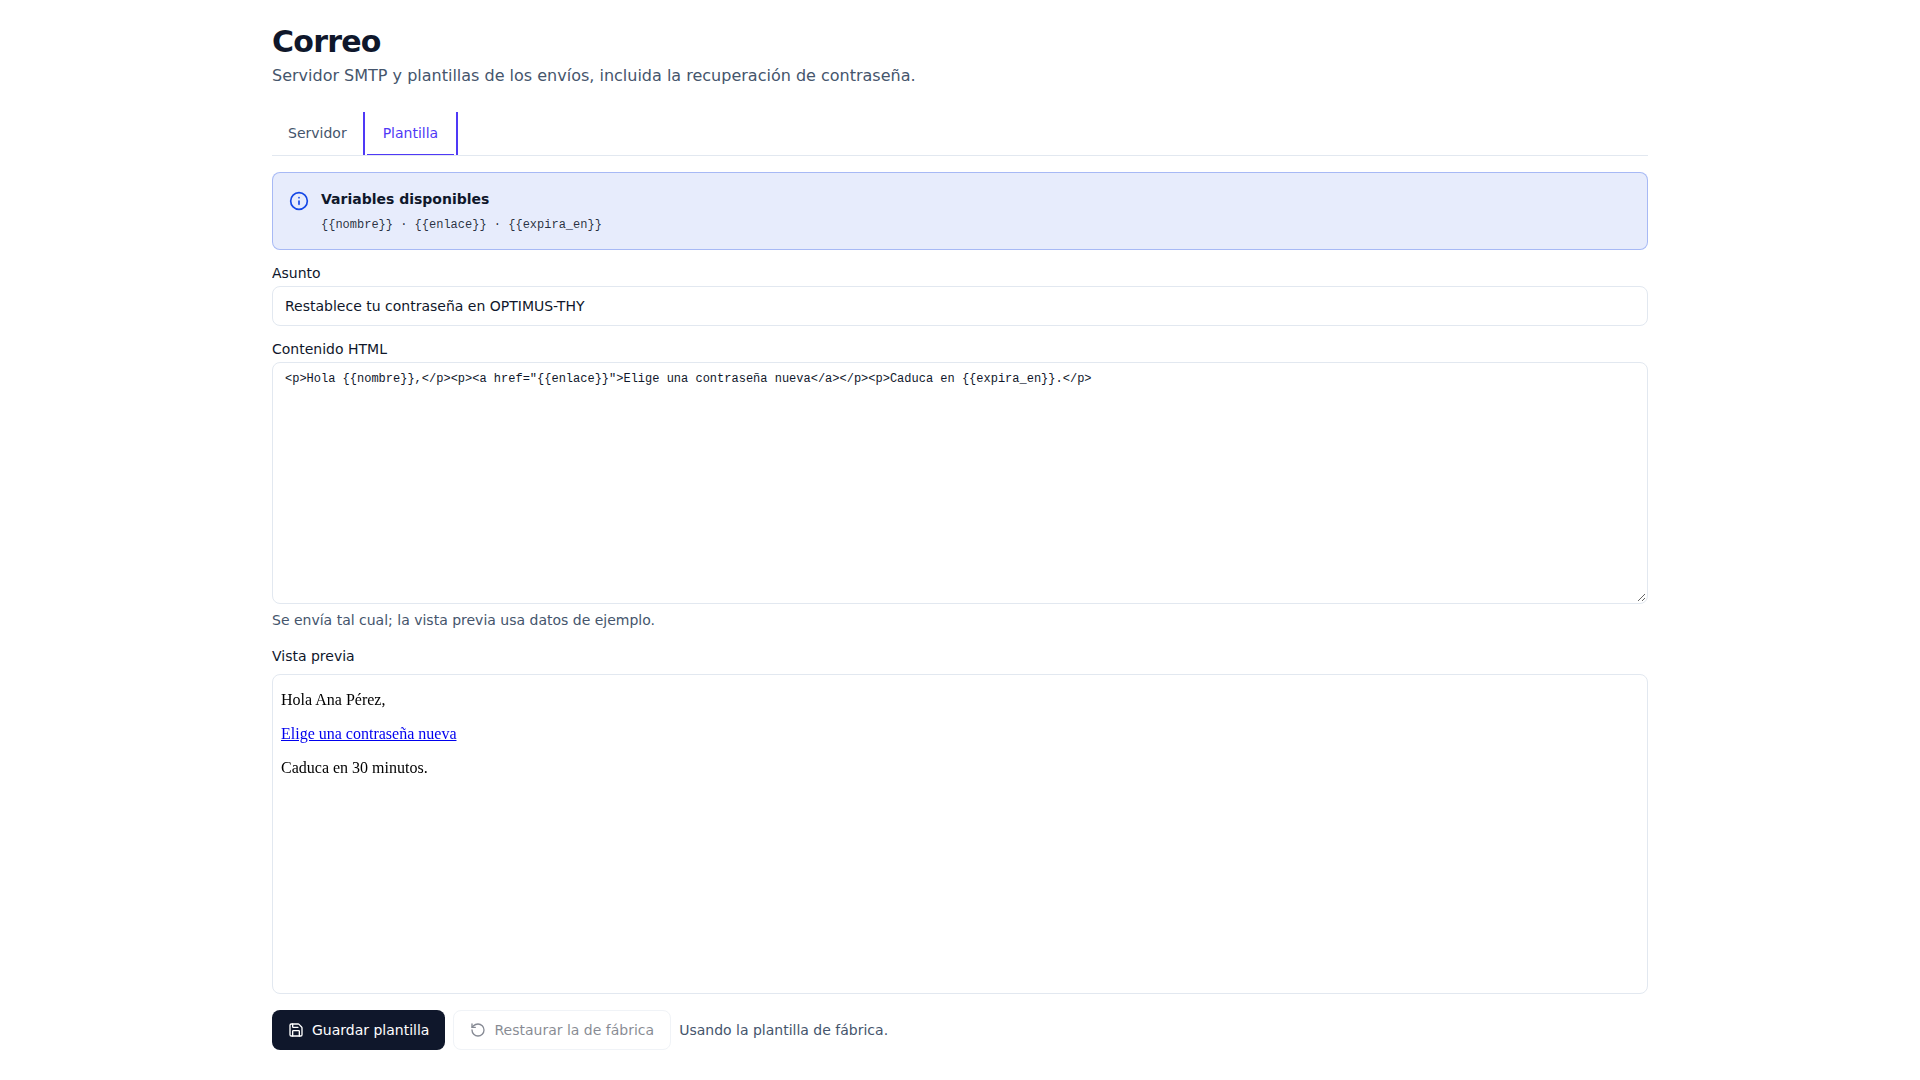 Correo
Servidor SMTP y plantillas de los envíos, incluida la recuperación de contraseña.
Servidor
Plantilla
Variables disponibles
{{nombre}} · {{enlace}} · {{expira_en}}
Asunto
Restablece tu contraseña en OPTIMUS-THY
Contenido HTML
<p>Hola {{nombre}},</p><p><a href="{{enlace}}">Elige una contraseña nueva</a></p><p>Caduca en {{expira_en}}.</p>
Se envía tal cual; la vista previa usa datos de ejemplo.
Vista previa
Hola Ana Pérez,
Elige una contraseña nueva
Caduca en 30 minutos.
Guardar plantilla
Restaurar la de fábrica
Usando la plantilla de fábrica.